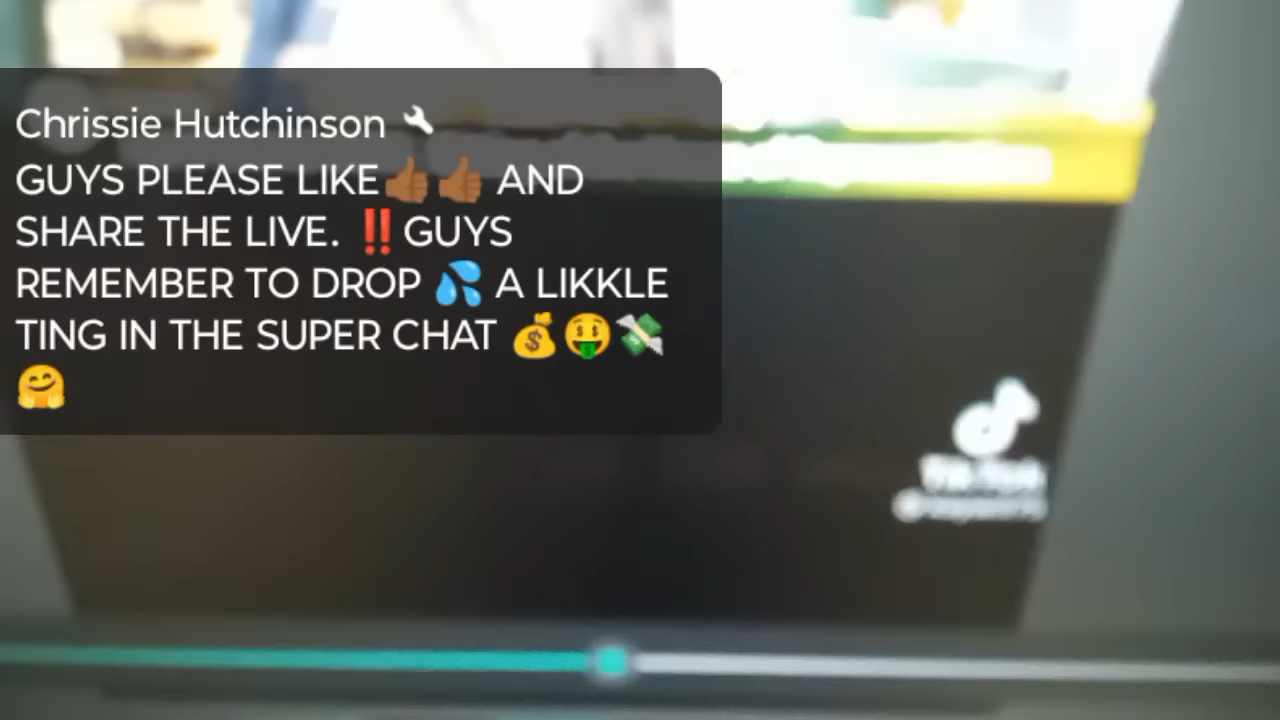 Chrissie Hutchinson 🔧
GUYS PLEASE LIKE👍🏾👍🏾 AND
SHARE THE LIVE. ‼️GUYS
REMEMBER TO DROP 💦 A LIKKLE
TING IN THE SUPER CHAT 💰🤑💸
🤗
TikTok